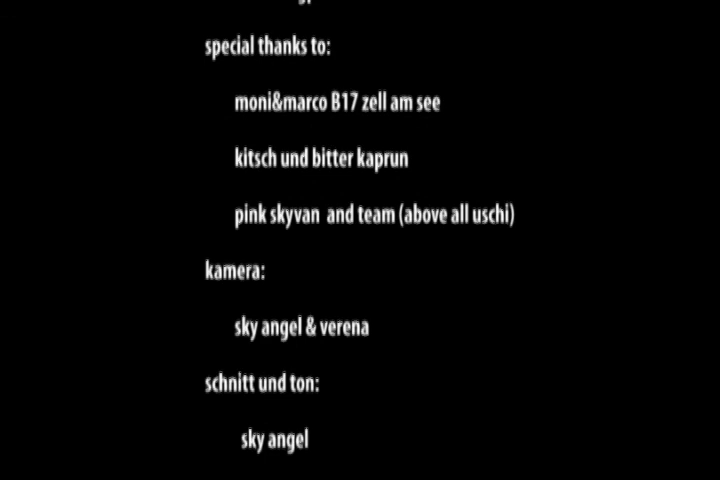 special thanks to:
moni&marco B17 zell am see
kitsch und bitter kaprun
pink skyvan and team (above all uschi)
kamera:
sky angel & verena
schnitt und ton:
sky angel